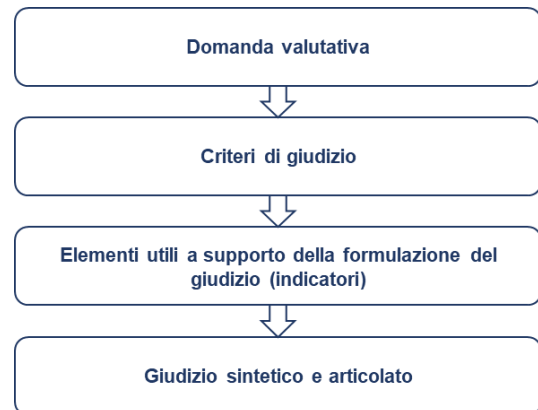 Domanda valutativa
Criteri di giudizio
Elementi utili a supporto della formulazione del
giudizio (indicatori)
Giudizio sintetico e articolato